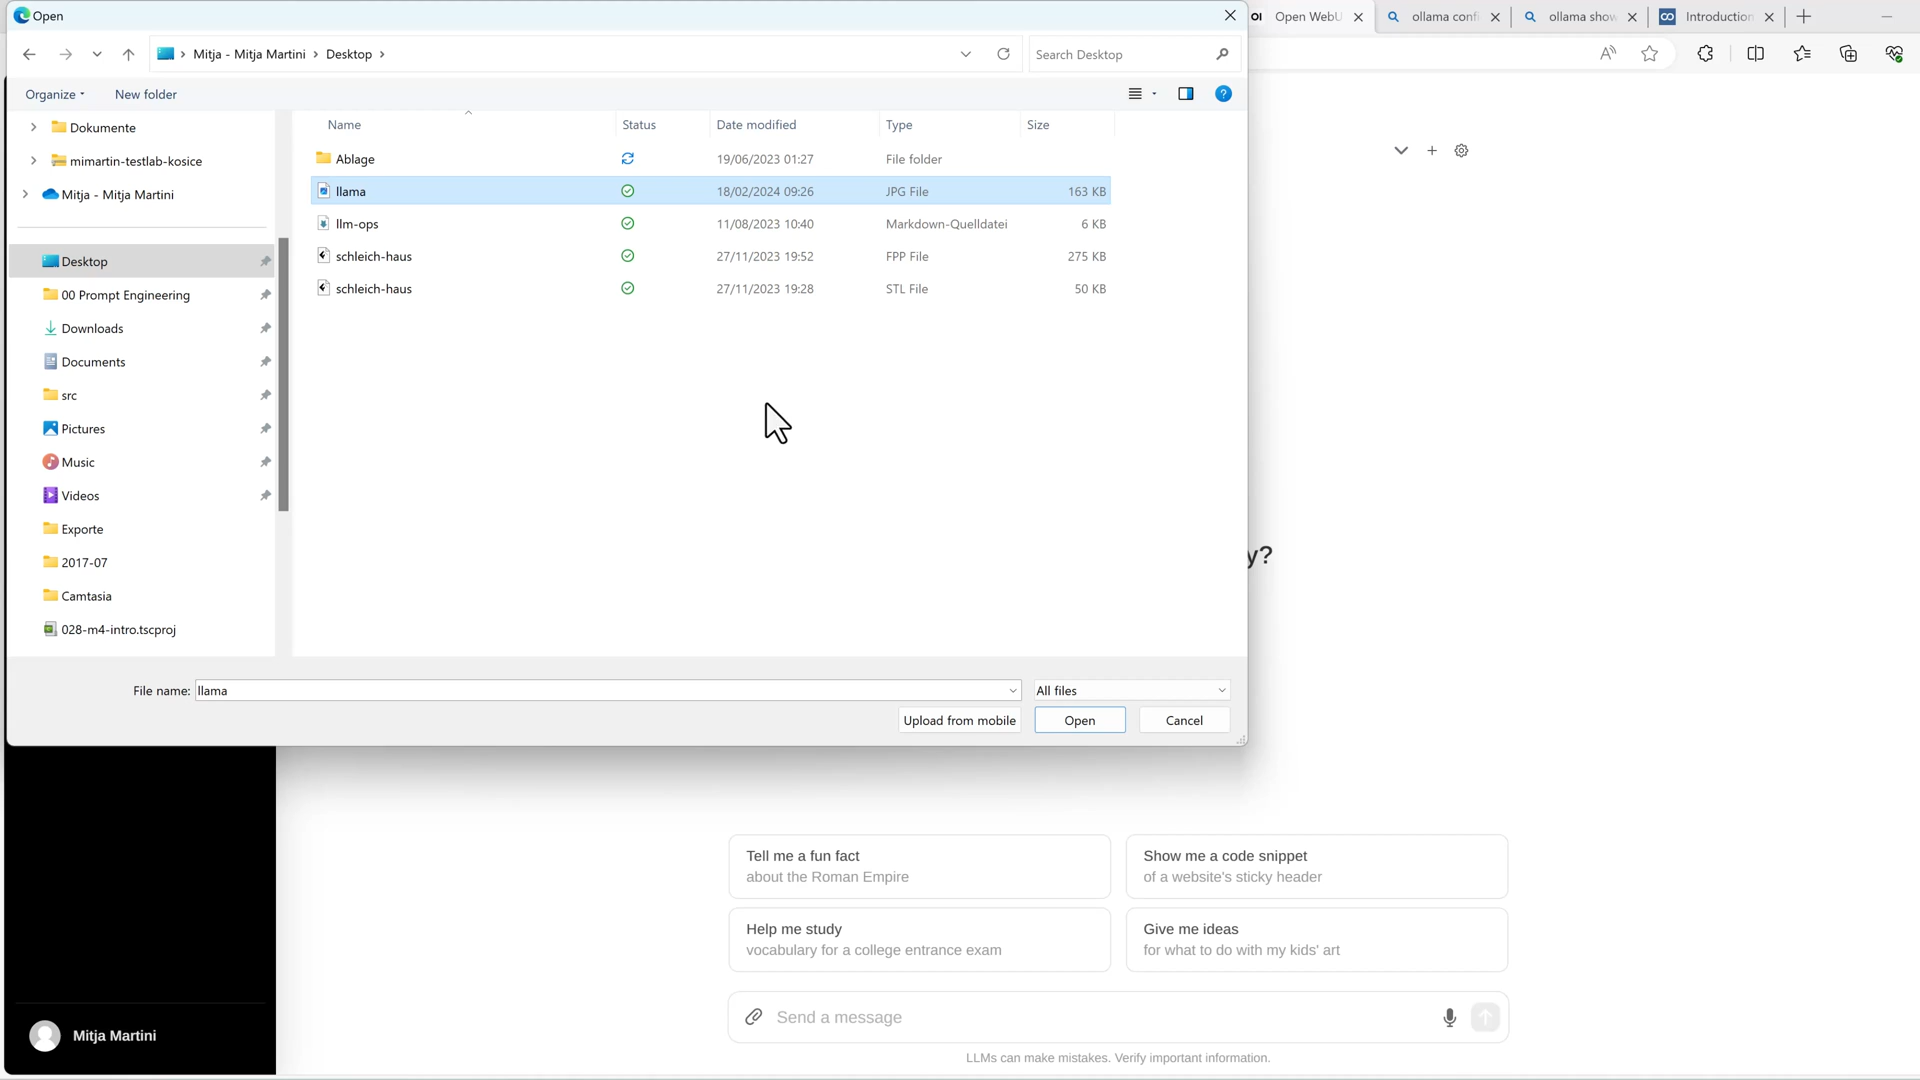 Open
OI Open WebU
ollama conf
ollama show
Introduction
Mitja - Mitja Martini > Desktop >
Search Desktop
Organize
New folder
Dokumente
mimartin-testlab-kosice
Mitja - Mitja Martini
Desktop
00 Prompt Engineering
Downloads
Documents
src
Pictures
Music
Videos
Exporte
2017-07
Camtasia
028-m4-intro.tscproj
Name Status Date modified Type Size
Ablage 19/06/2023 01:27 File folder
llama 18/02/2024 09:26 JPG File 163 KB
llm-ops 11/08/2023 10:40 Markdown-Quelldatei 6 KB
schleich-haus 27/11/2023 19:52 FPP File 275 KB
schleich-haus 27/11/2023 19:28 STL File 50 KB
y?
File name: llama
All files
Upload from mobile
Open
Cancel
Tell me a fun fact
about the Roman Empire
Show me a code snippet
of a website's sticky header
Help me study
vocabulary for a college entrance exam
Give me ideas
for what to do with my kids' art
Send a message
LLMs can make mistakes. Verify important information.
Mitja Martini